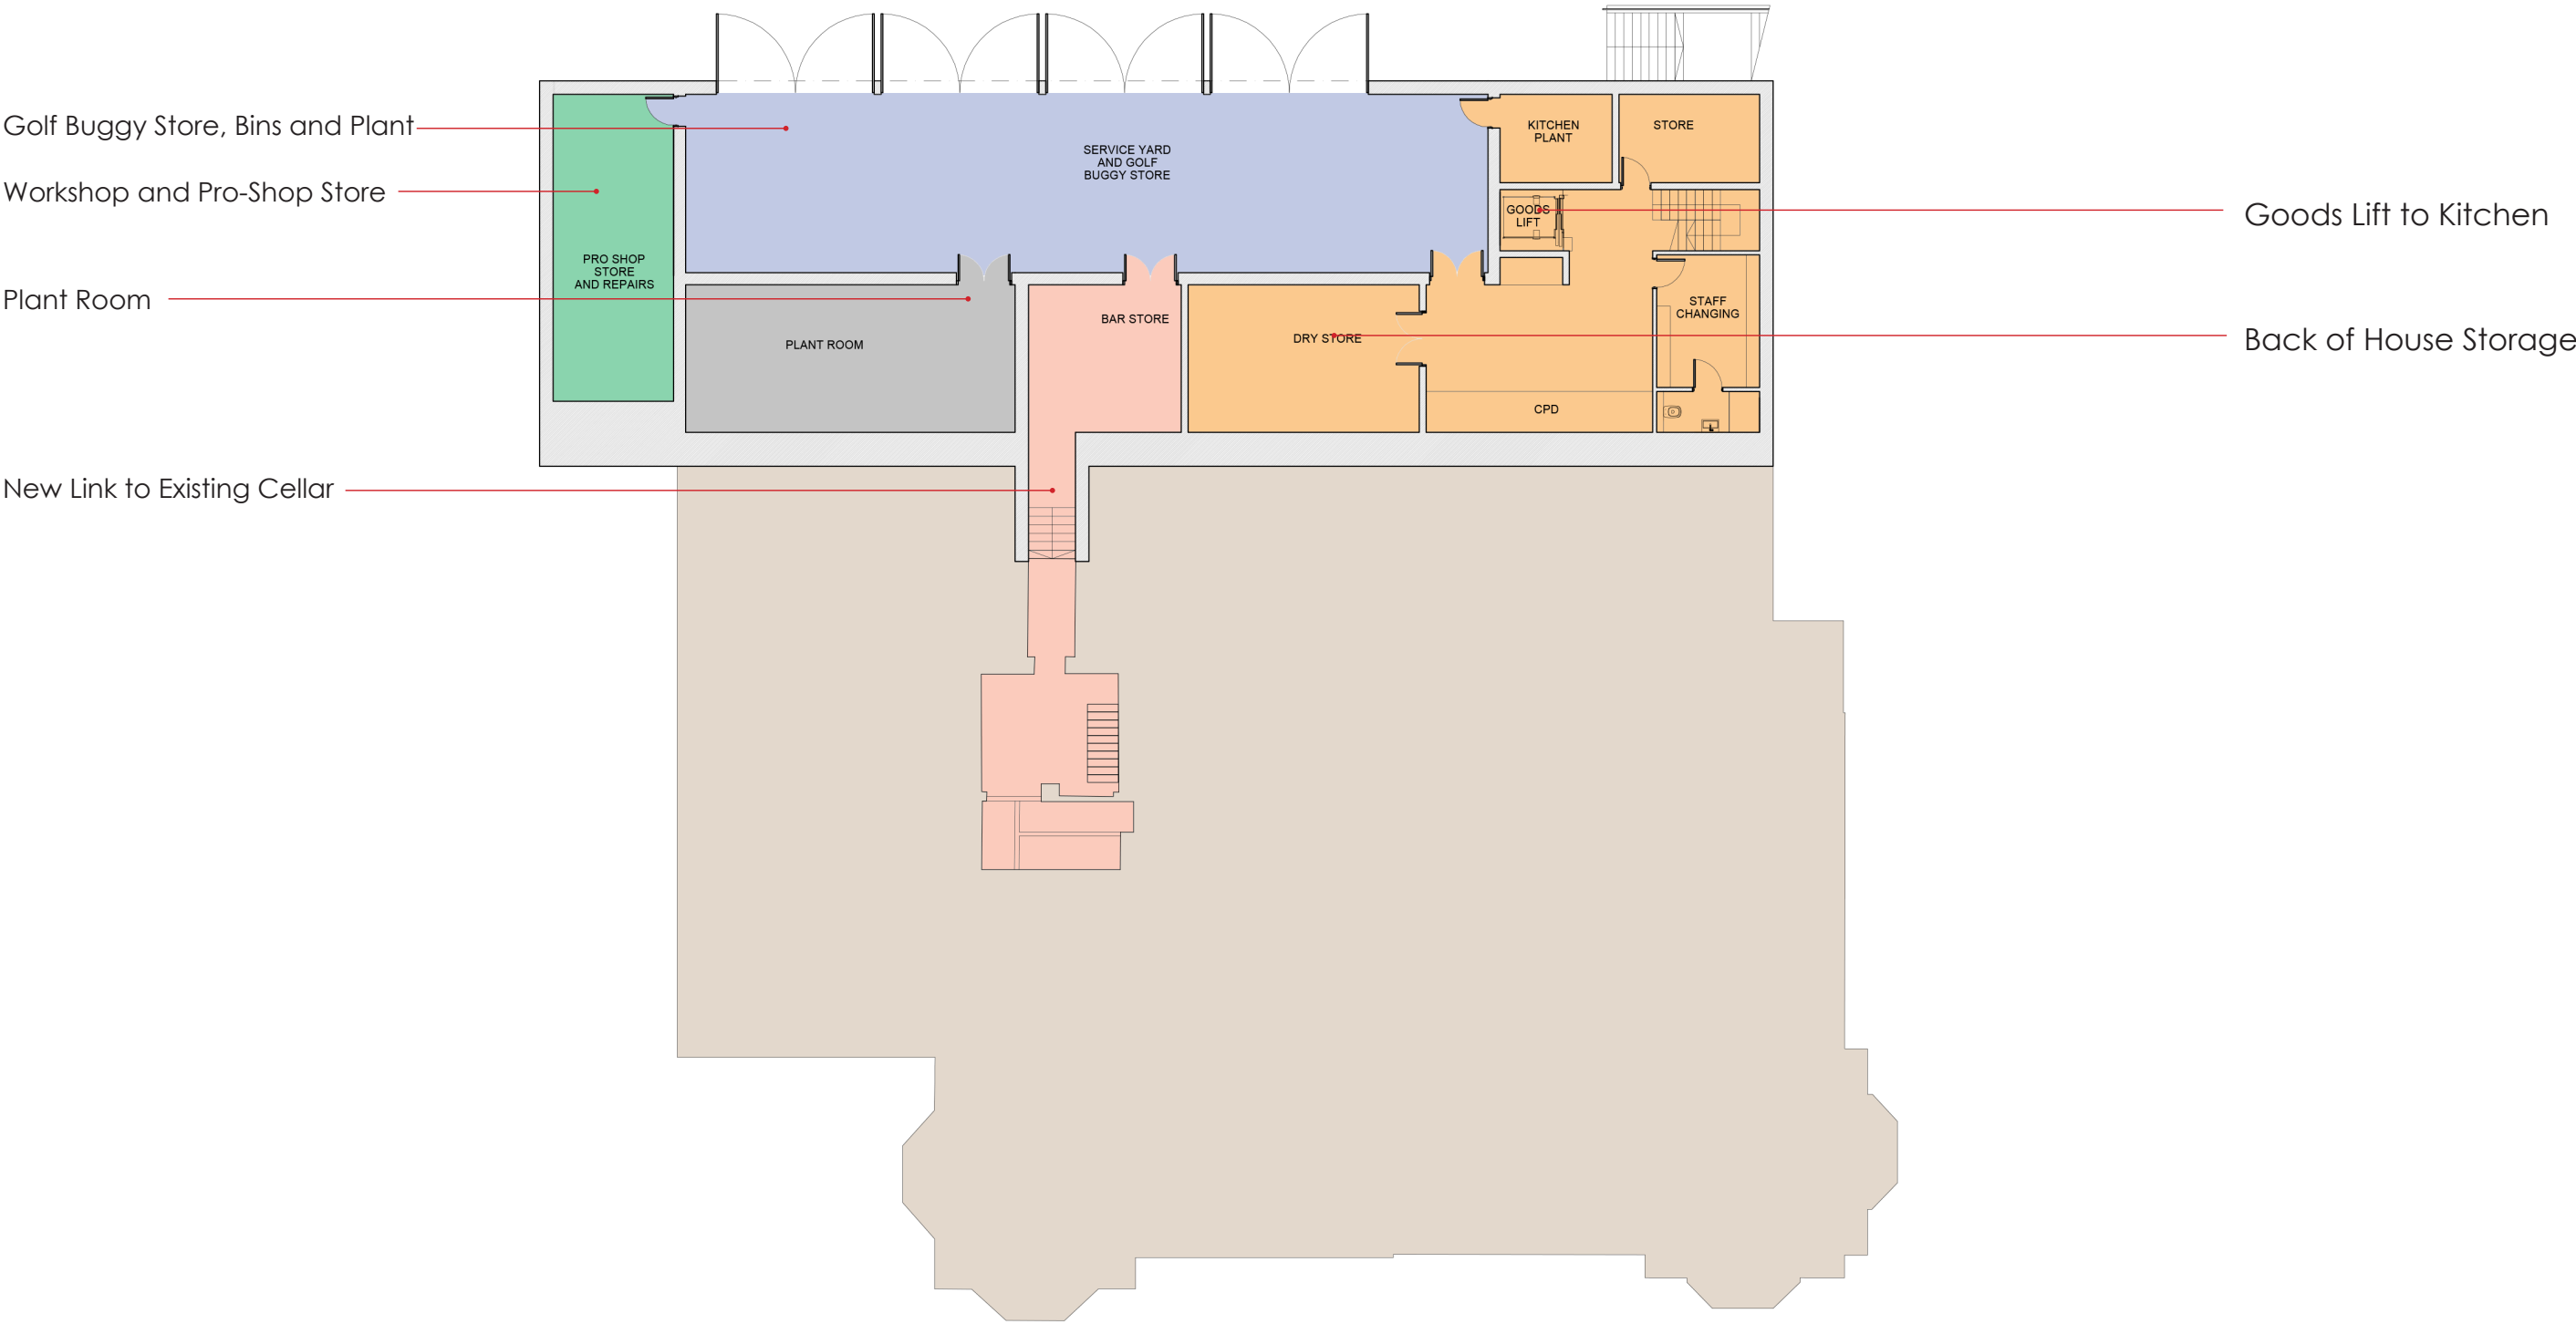 Golf Buggy Store, Bins and Plant
Workshop and Pro-Shop Store
Plant Room
New Link to Existing Cellar
PRO SHOP
STORE
AND REPAIRS
SERVICE YARD
AND GOLF
BUGGY STORE
PLANT ROOM
BAR STORE
DRY STORE
CPD
KITCHEN
PLANT
STORE
GOODS
LIFT
STAFF
CHANGING
Goods Lift to Kitchen
Back of House Storage